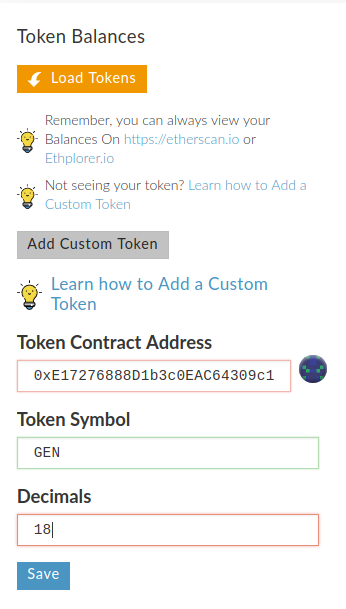 Token Balances
Load Tokens
Remember, you can always view your
Balances On https://etherscan.io or
Ethplorer.io
Not seeing your token? Learn how to Add a
Custom Token
Add Custom Token
Learn how to Add a Custom
Token
Token Contract Address
0xE17276888D1b3c0EAC64309c1
Token Symbol
GEN
Decimals
18
Save